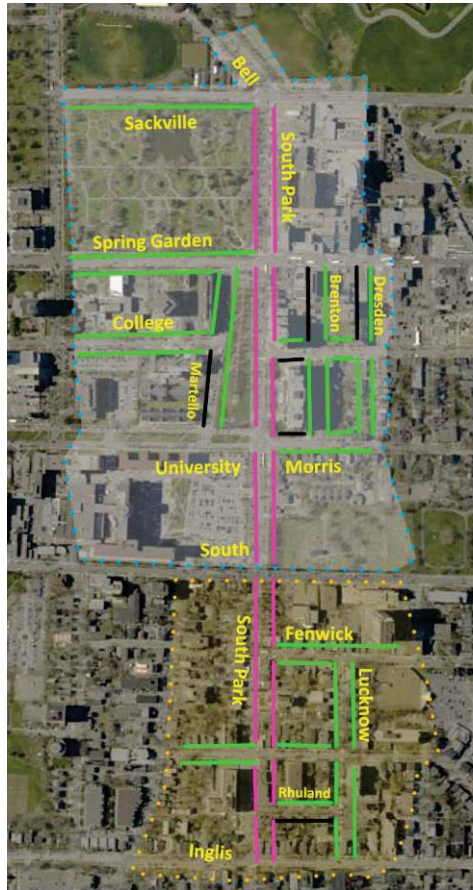 Bell
Sackville
South Park
Spring Garden
Brenton
Dresden
College
Martello
University
Morris
South
Fenwick
South Park
Lucknow
Rhuland
Inglis